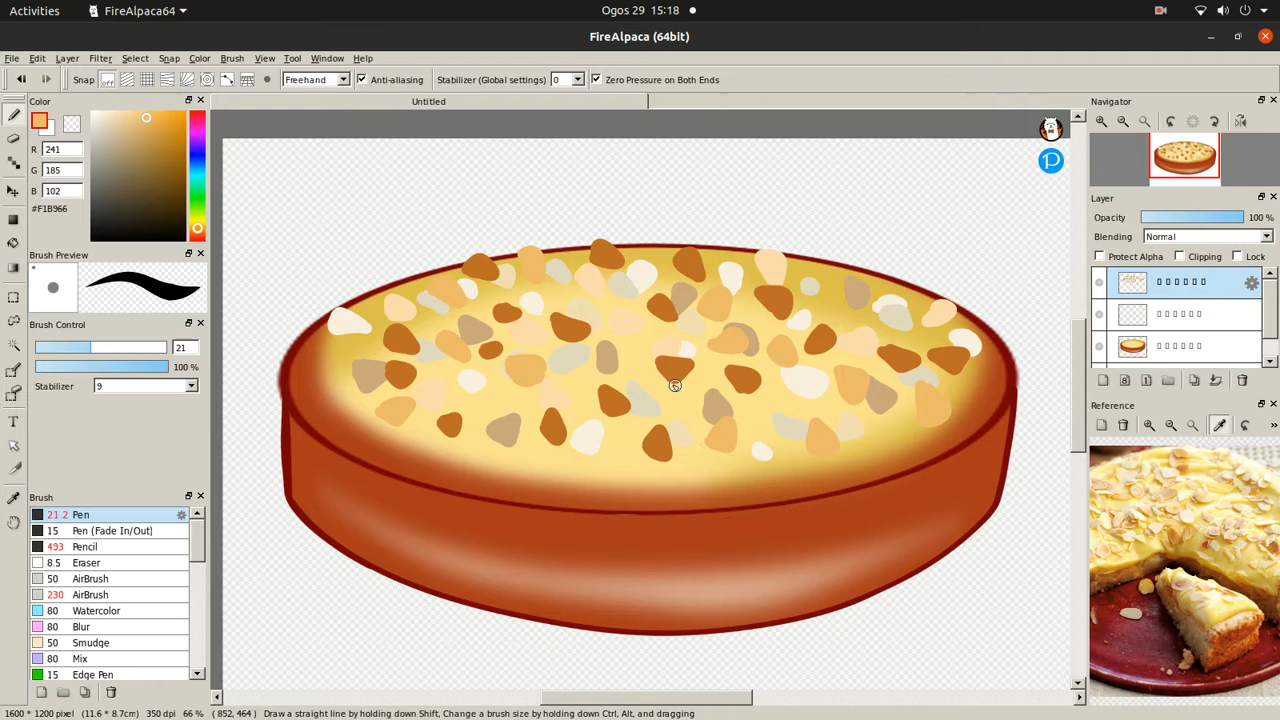 Activities FireAlpaca64 Ogos 29 15:18
FireAlpaca (64bit)
File Edit Layer Filter Select Snap Color Brush View Tool Window Help
Snap off Freehand Anti-aliasing Stabilizer (Global settings) 0 Zero Pressure on Both Ends
Color
Untitled
Navigator
R 241
G 185
B 102
#F1B966
Layer
Opacity 100 %
Blending Normal
Protect Alpha Clipping Lock
Brush Preview
*
Brush Control
21
100 %
Stabilizer 9
Reference
Brush
21.2 Pen
15 Pen (Fade In/Out)
493 Pencil
8.5 Eraser
50 AirBrush
230 AirBrush
80 Watercolor
80 Blur
50 Smudge
80 Mix
15 Edge Pen
1600 * 1200 pixel (11.6 * 8.7cm) 350 dpi 66 % ( 852, 464 ) Draw a straight line by holding down Shift, Change a brush size by holding down Ctrl, Alt, and dragging